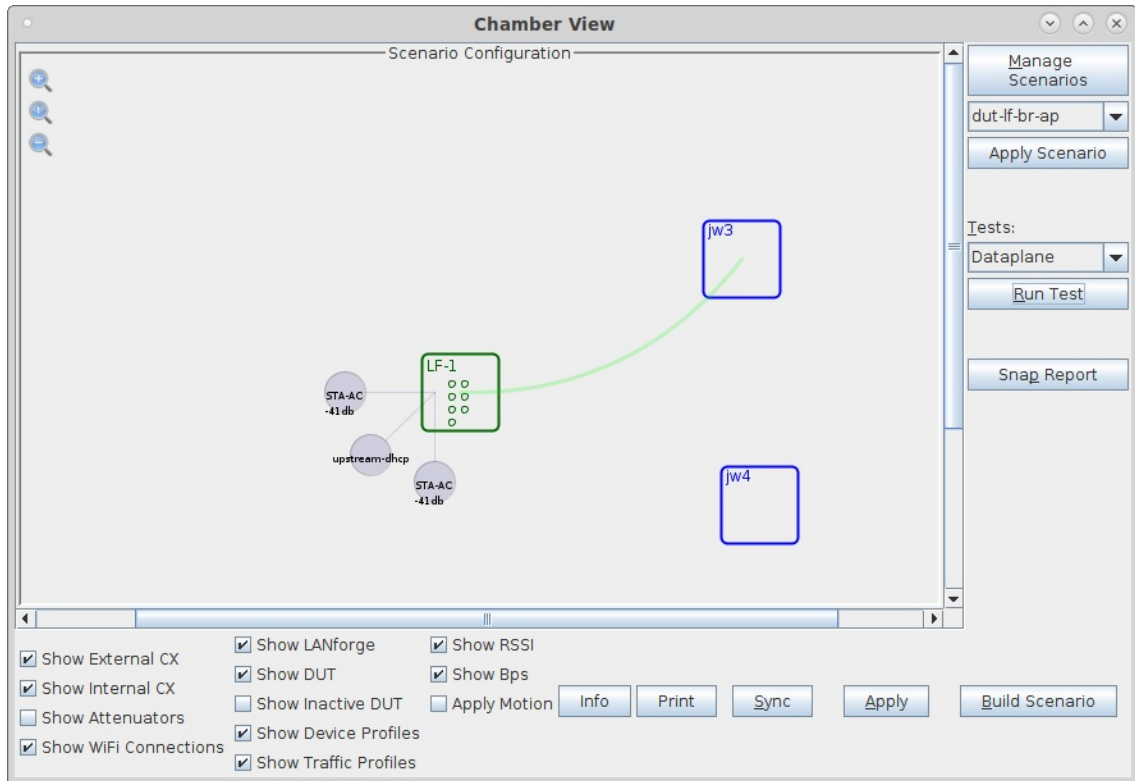 Chamber View
Scenario Configuration
Manage
Scenarios
dut-lf-br-ap
Apply Scenario
Tests:
Dataplane
Run Test
Snap Report
jw3
LF-1
STA-AC
-41db
upstream-dhcp
STA-AC
-41db
jw4
Show External CX
Show Internal CX
Show Attenuators
Show WiFi Connections
Show LANforge
Show DUT
Show Inactive DUT
Show Device Profiles
Show Traffic Profiles
Show RSSI
Show Bps
Apply Motion
Info
Print
Sync
Apply
Build Scenario